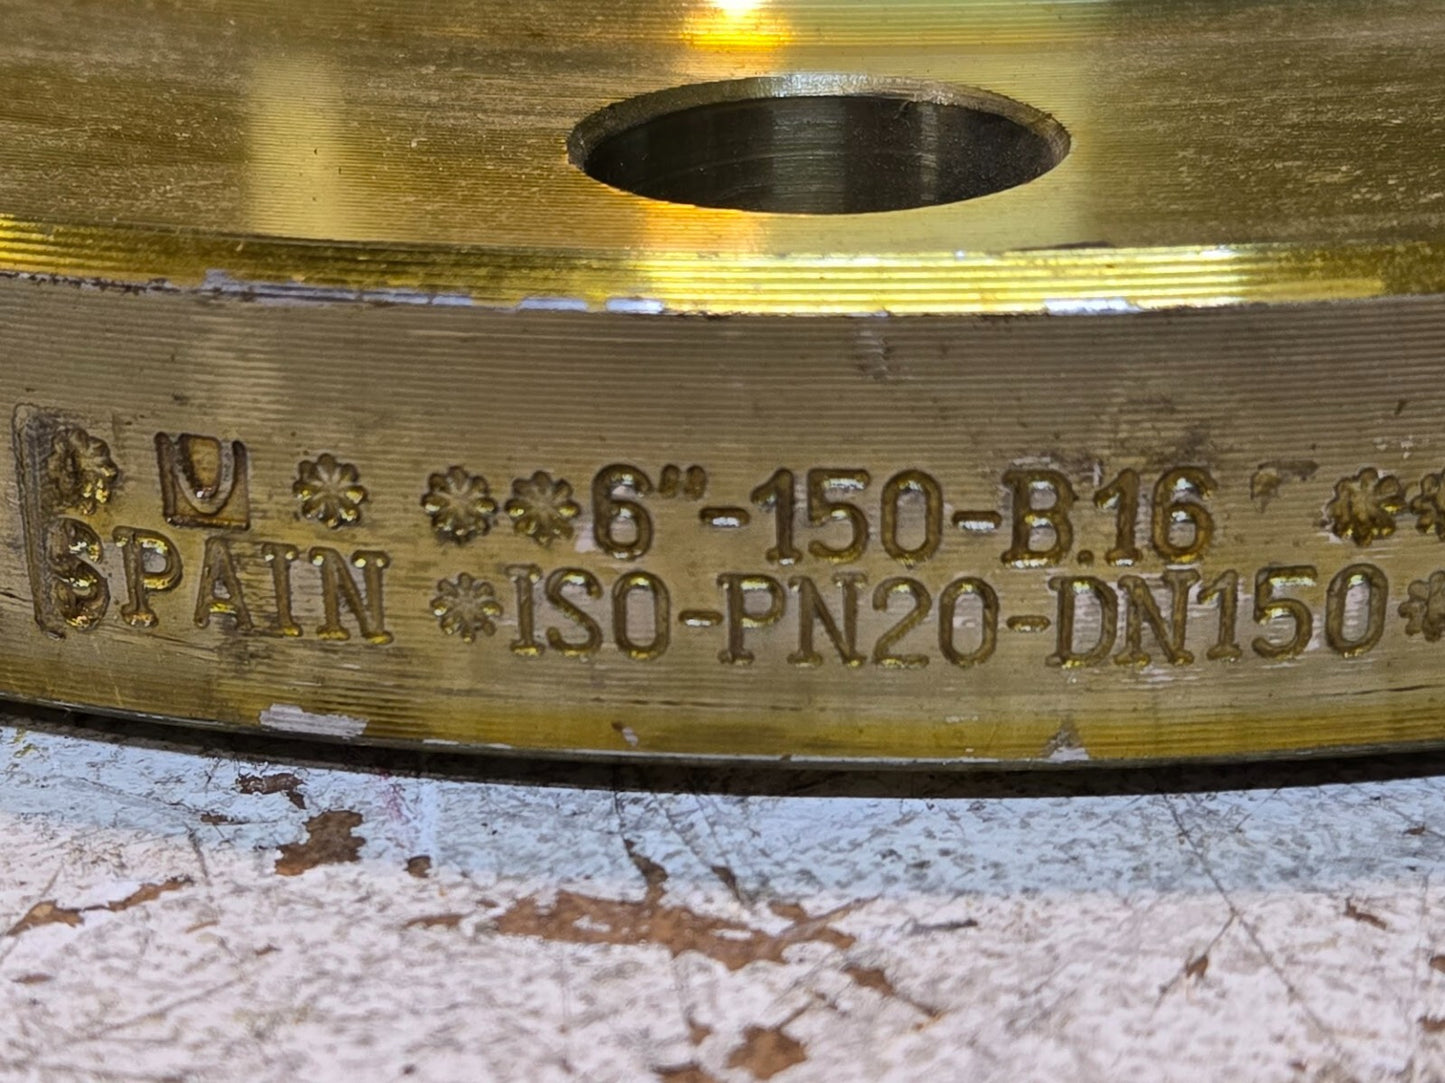 * U * **6"-150-B.16 **
SPAIN *ISO-PN20-DN150*